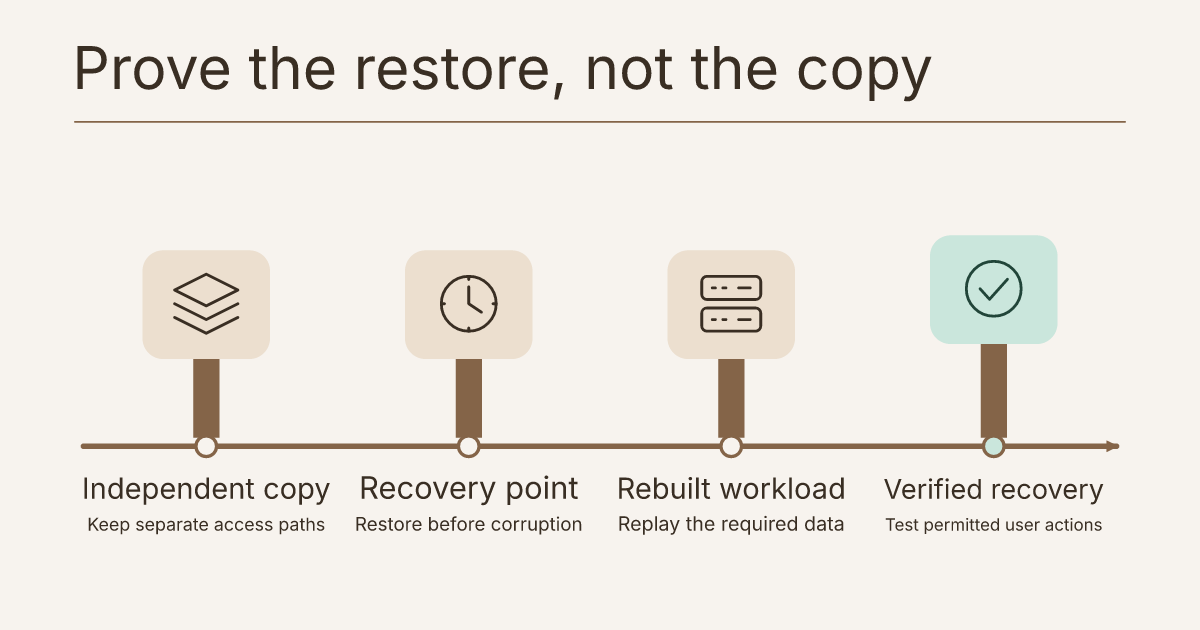 Prove the restore, not the copy
Independent copy
Keep separate access paths
Recovery point
Restore before corruption
Rebuilt workload
Replay the required data
Verified recovery
Test permitted user actions